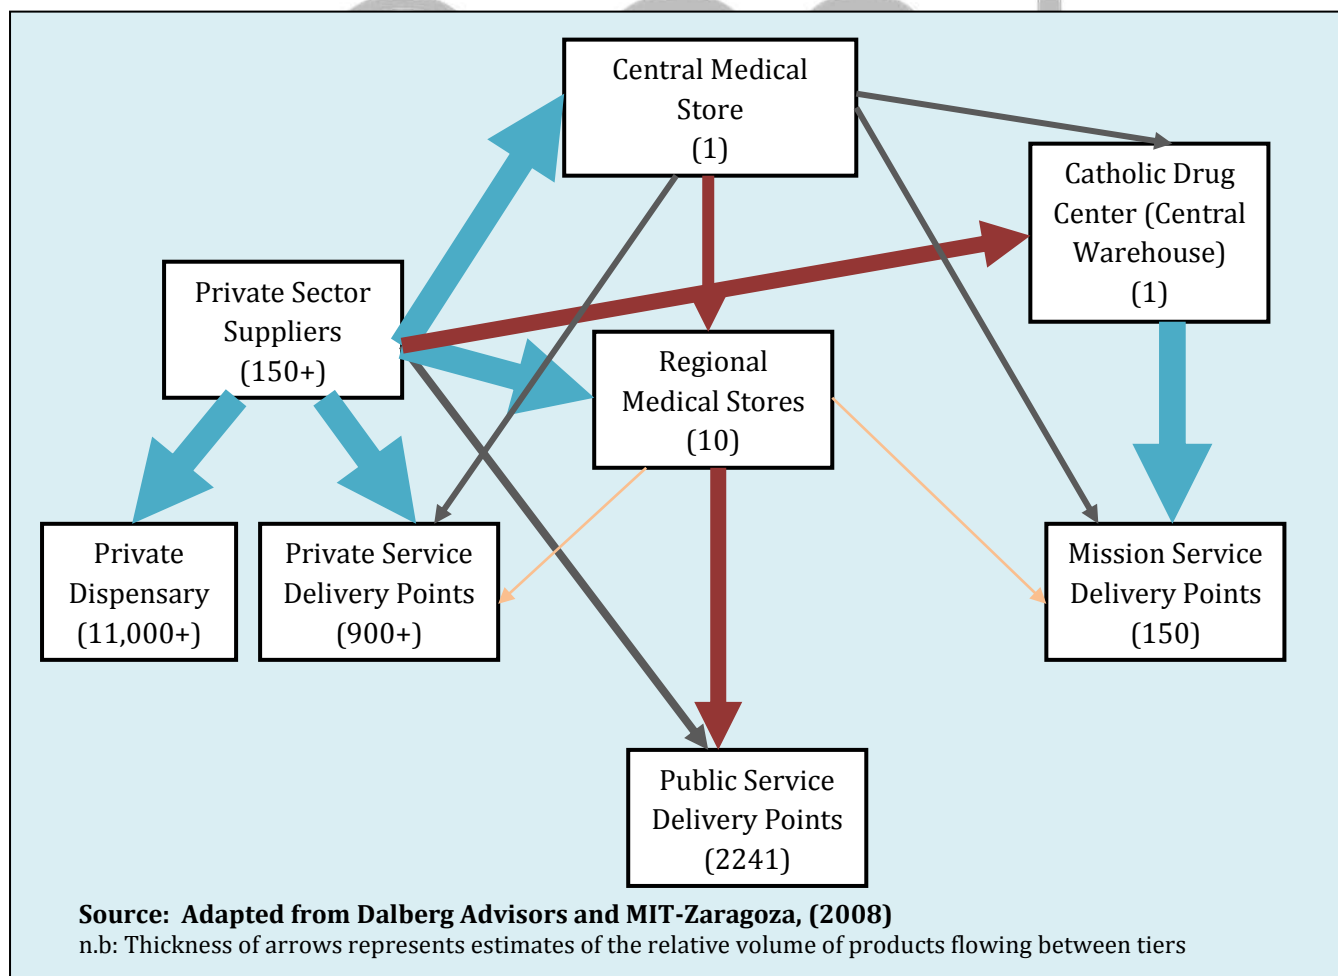 Central Medical
Store
(1)
Catholic Drug
Center (Central
Warehouse)
(1)
Private Sector
Suppliers
(150+)
Regional
Medical Stores
(10)
Private
Dispensary
(11,000+)
Private Service
Delivery Points
(900+)
Mission Service
Delivery Points
(150)
Public Service
Delivery Points
(2241)
Source:  Adapted from Dalberg Advisors and MIT-Zaragoza, (2008)
n.b: Thickness of arrows represents estimates of the relative volume of products flowing between tiers